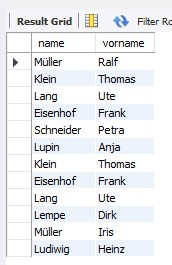 Result Grid Filter Ro
name vorname
Müller Ralf
Klein Thomas
Lang Ute
Eisenhof Frank
Schneider Petra
Lupin Anja
Klein Thomas
Eisenhof Frank
Lang Ute
Lempe Dirk
Müller Iris
Ludiwig Heinz